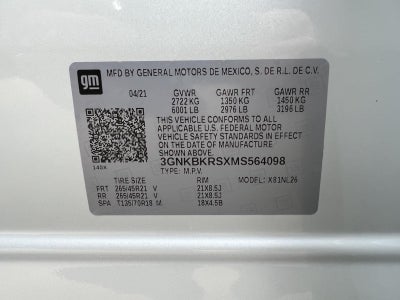 gm MFD BY GENERAL MOTORS DE MEXICO, S. DE R.L. DE C.V.
04/21 GVWR GAWR FRT GAWR RR
2722 KG 1350 KG 1450 KG
6001 LB 2976 LB 3196 LB
THIS VEHICLE CONFORMS TO ALL
APPLICABLE U.S. FEDERAL MOTOR
VEHICLE SAFETY STANDARDS IN EFFECT
ON THE DATE OF MANUFACTURE
SHOWN ABOVE.
3GNKBKRSXMS564098
TYPE: M.P.V. MODEL: X81NL26
FRT 265/45R21 V 21X8.5J
RR 265/45R21 V 21X8.5J
SPA T135/70R18 M 18X4.5B